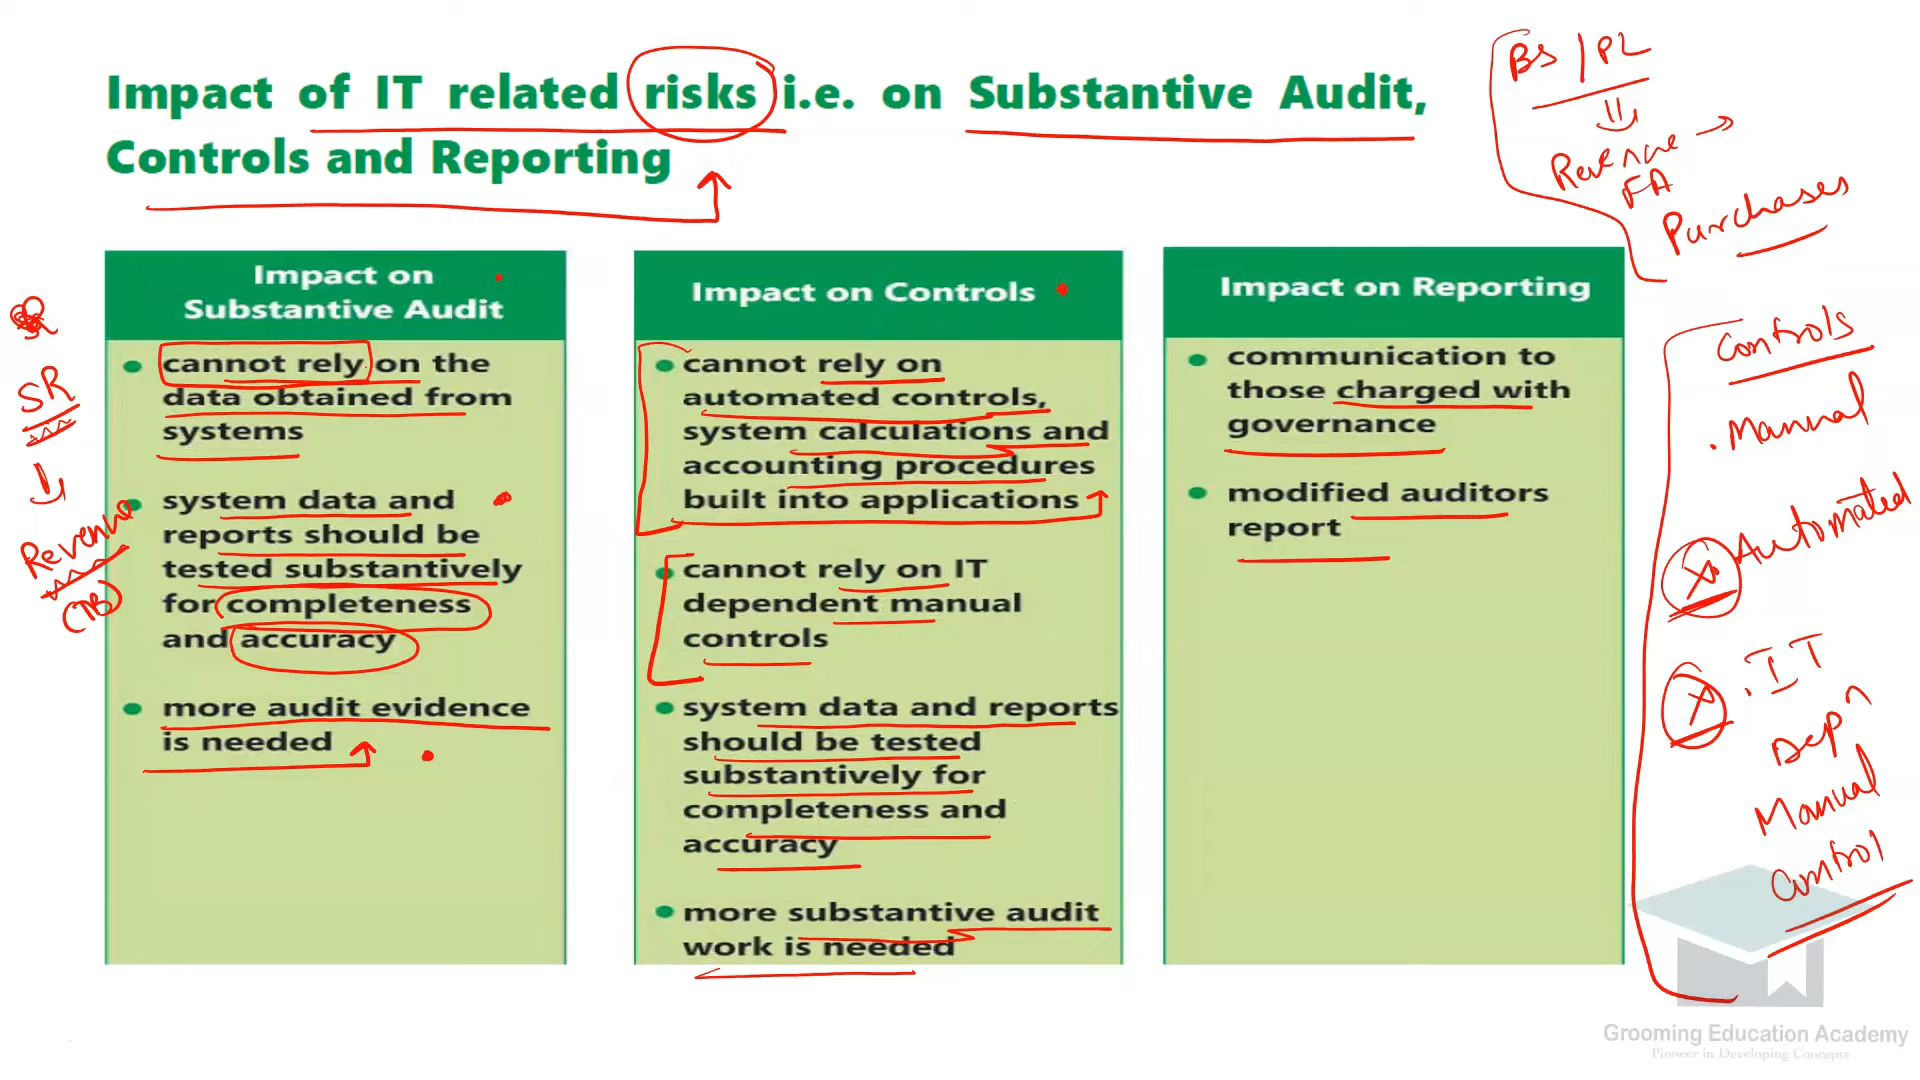 Impact of IT related risks i.e. on Substantive Audit,
Controls and Reporting
BS / PL
Revenue
FA
Purchases
Impact on
Substantive Audit
cannot rely on the
data obtained from
systems
system data and
reports should be
tested substantively
for completeness
and accuracy
more audit evidence
is needed
SR
Revenue
(TB)
Impact on Controls
cannot rely on
automated controls,
system calculations and
accounting procedures
built into applications
cannot rely on IT
dependent manual
controls
system data and reports
should be tested
substantively for
completeness and
accuracy
more substantive audit
work is needed
Impact on Reporting
communication to
those charged with
governance
modified auditors
report
Controls
. Manual
Automated
. IT
Dep
Manual
Control
Grooming Education Academy
Pioneer in Developing Concepts